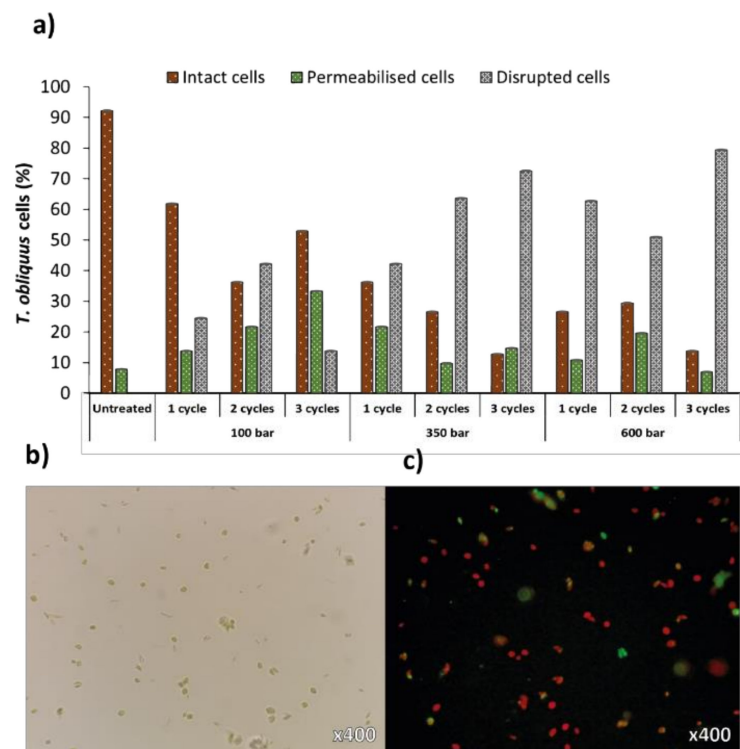 a)
Intact cells Permeabilised cells Disrupted cells
T. obliquus cells (%)
100
90
80
70
60
50
40
30
20
10
0
Untreated 1 cycle 2 cycles 3 cycles 1 cycle 2 cycles 3 cycles 1 cycle 2 cycles 3 cycles
100 bar 350 bar 600 bar
b) c)
x400 x400